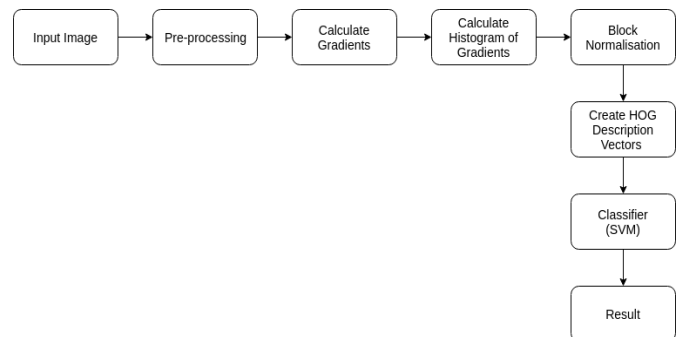 Input Image
Pre-processing
Calculate
Gradients
Calculate
Histogram of
Gradients
Block
Normalisation
Create HOG
Description
Vectors
Classifier
(SVM)
Result